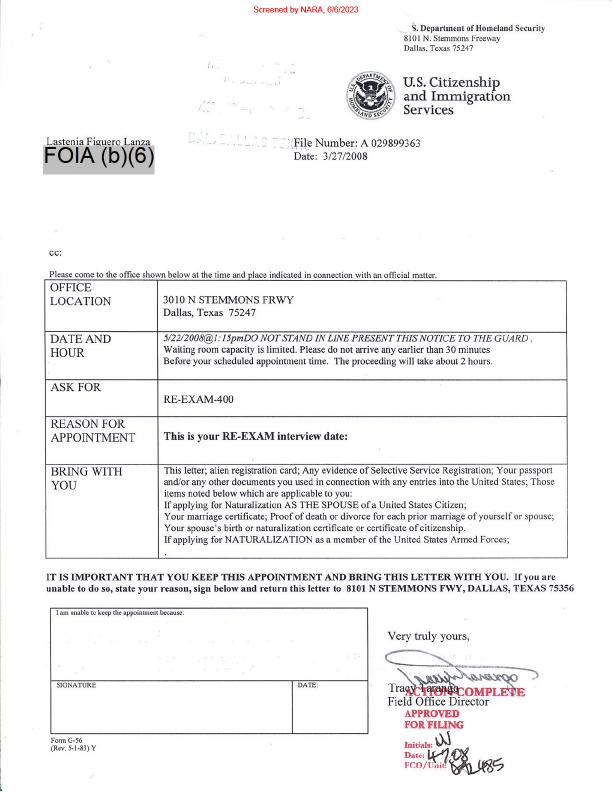 Screened by NARA, 6/6/2023
S. Department of Homeland Security
8101 N. Stemmons Freeway
Dallas, Texas 75247
U.S. Citizenship
and Immigration
Services
Lastenia Figuero Lanza
FOIA (b)(6)
File Number: A 029899363
Date: 3/27/2008
cc:
Please come to the office shown below at the time and place indicated in connection with an official matter.
OFFICE
LOCATION
3010 N STEMMONS FRWY
Dallas, Texas 75247
DATE AND
HOUR
5/22/2008@1:15pmDO NOT STAND IN LINE PRESENT THIS NOTICE TO THE GUARD .
Waiting room capacity is limited. Please do not arrive any earlier than 30 minutes
Before your scheduled appointment time. The proceeding will take about 2 hours.
ASK FOR
RE-EXAM-400
REASON FOR
APPOINTMENT
This is your RE-EXAM interview date:
BRING WITH
YOU
This letter; alien registration card; Any evidence of Selective Service Registration; Your passport
and/or any other documents you used in connection with any entries into the United States; Those
items noted below which are applicable to you:
If applying for Naturalization AS THE SPOUSE of a United States Citizen;
Your marriage certificate; Proof of death or divorce for each prior marriage of yourself or spouse;
Your spouse's birth or naturalization certificate or certificate of citizenship.
If applying for NATURALIZATION as a member of the United States Armed Forces;
.
IT IS IMPORTANT THAT YOU KEEP THIS APPOINTMENT AND BRING THIS LETTER WITH YOU. If you are
unable to do so, state your reason, sign below and return this letter to 8101 N STEMMONS FWY, DALLAS, TEXAS 75356
I am unable to keep the appointment because:
SIGNATURE
DATE:
Form G-56
(Rev. 5-1-83) Y
Very truly yours,
Tracy Tarango
ACTION COMPLETE
Field Office Director
APPROVED
FOR FILING
Initials:
Date: 4-7-08
FCO/Unit: 485